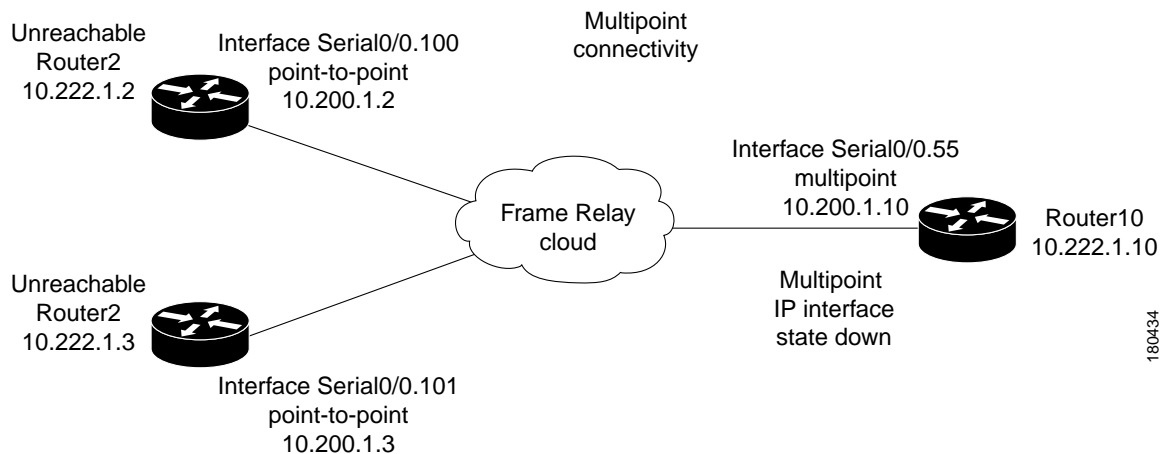 Multipoint
connectivity
Unreachable
Router2
10.222.1.2
Interface Serial0/0.100
point-to-point
10.200.1.2
Interface Serial0/0.55
multipoint
10.200.1.10
Frame Relay
cloud
Router10
10.222.1.10
Unreachable
Router2
10.222.1.3
Multipoint
IP interface
state down
Interface Serial0/0.101
point-to-point
10.200.1.3
180434